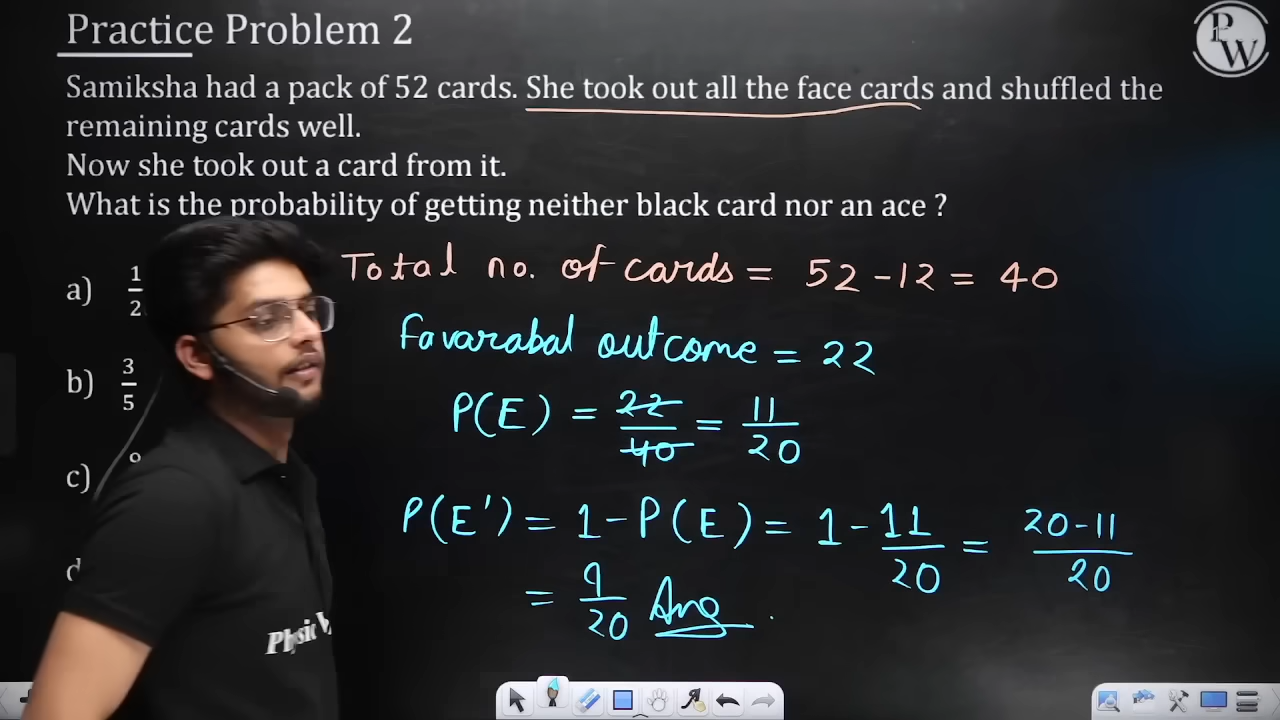 Practice Problem 2
PW
Samiksha had a pack of 52 cards. She took out all the face cards and shuffled the
remaining cards well.
Now she took out a card from it.
What is the probability of getting neither black card nor an ace ?
Total no. of cards = 52 - 12 = 40
a) 1/2
Favarabal outcome = 22
b) 3/5
P(E) = 22/40 = 11/20
c)
P(E') = 1 - P(E) = 1 - 11/20 = 20-11/20
= 9/20 Ans.